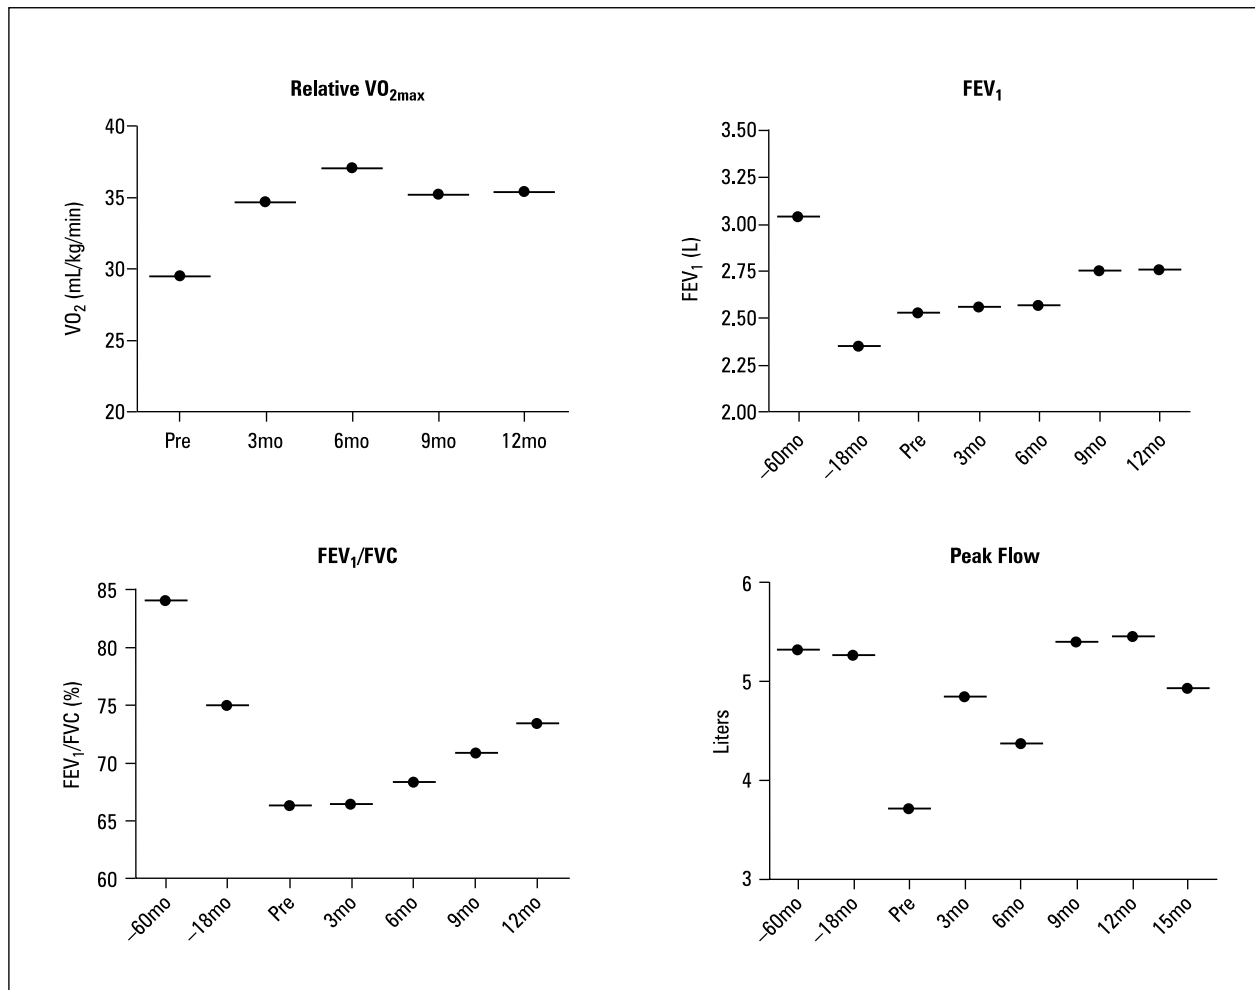 Relative VO₂max
40
35
30
25
20
VO₂ (mL/kg/min)
Pre 3mo 6mo 9mo 12mo
FEV₁
3.50
3.25
3.00
2.75
2.50
2.25
2.00
FEV₁ (L)
–60mo –18mo Pre 3mo 6mo 9mo 12mo
FEV₁/FVC
85
80
75
70
65
60
FEV₁/FVC (%)
–60mo –18mo Pre 3mo 6mo 9mo 12mo
Peak Flow
6
5
4
3
Liters
–60mo –18mo Pre 3mo 6mo 9mo 12mo 15mo